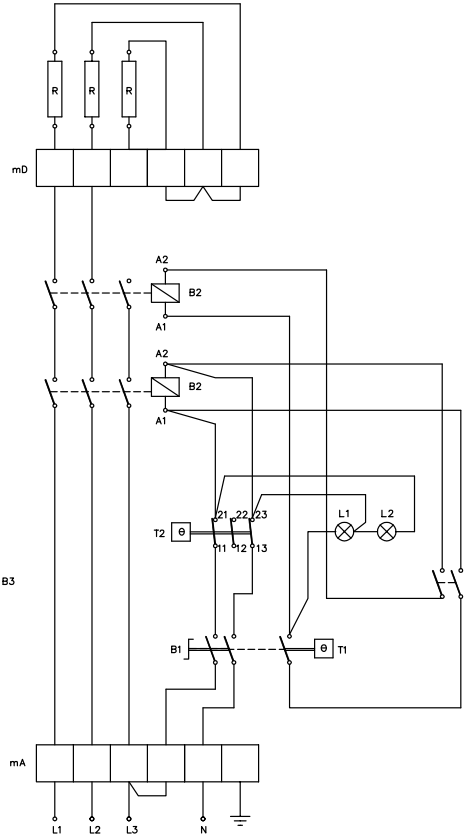 R R R
mD
A2
B2
A1
A2
B2
A1
21 22 23
L1 L2
T2 θ
11 12 13
B3
B1 θ T1
mA
L1 L2 L3 N